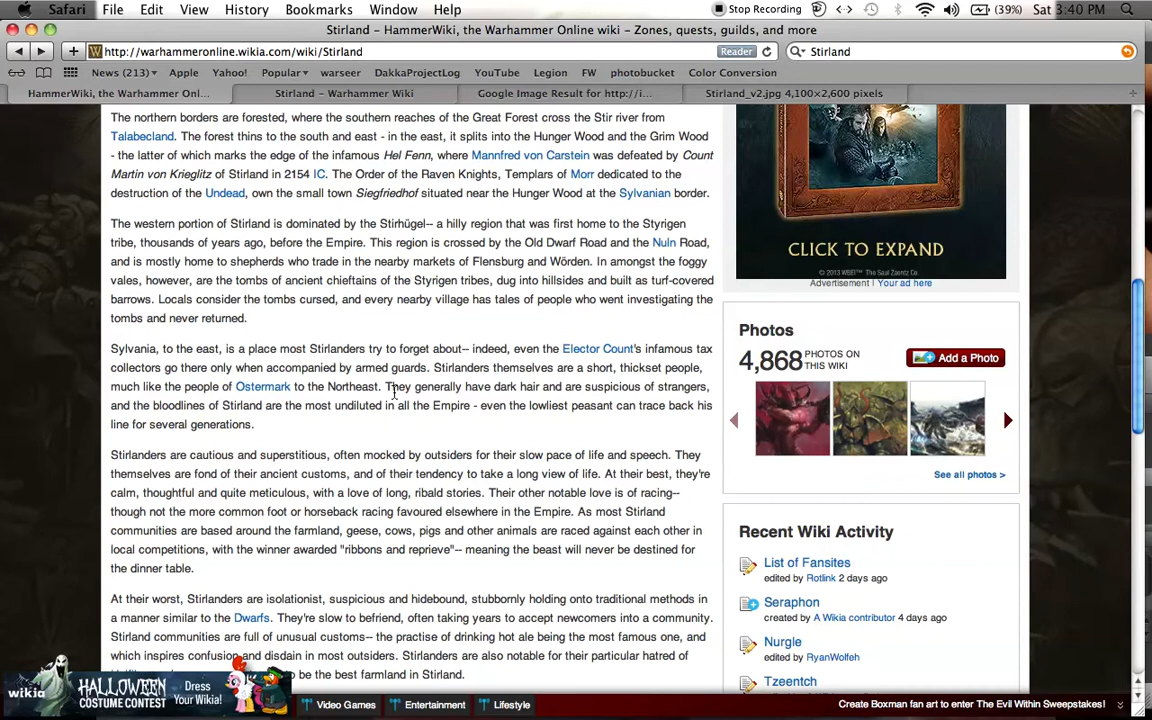 Safari File Edit View History Bookmarks Window Help Stop Recording (39%) Sat 3:40 PM
Stirland – HammerWiki, the Warhammer Online wiki – Zones, quests, guilds, and more
http://warhammeronline.wikia.com/wiki/Stirland Reader Stirland
News (213) Apple Yahoo! Popular warseer DakkaProjectLog YouTube Legion FW photobucket Color Conversion
HammerWiki, the Warhammer Onl... Stirland – Warhammer Wiki Google Image Result for http://i... Stirland_v2.jpg 4,100×2,600 pixels
The northern borders are forested, where the southern reaches of the Great Forest cross the Stir river from
Talabecland. The forest thins to the south and east - in the east, it splits into the Hunger Wood and the Grim Wood
- the latter of which marks the edge of the infamous Hel Fenn, where Mannfred von Carstein was defeated by Count
Martin von Krieglitz of Stirland in 2154 IC. The Order of the Raven Knights, Templars of Morr dedicated to the
destruction of the Undead, own the small town Siegfriedhof situated near the Hunger Wood at the Sylvanian border.
The western portion of Stirland is dominated by the Stirhügel-- a hilly region that was first home to the Styrigen
tribe, thousands of years ago, before the Empire. This region is crossed by the Old Dwarf Road and the Nuln Road,
and is mostly home to shepherds who trade in the nearby markets of Flensburg and Wörden. In amongst the foggy
vales, however, are the tombs of ancient chieftains of the Styrigen tribes, dug into hillsides and built as turf-covered
barrows. Locals consider the tombs cursed, and every nearby village has tales of people who went investigating the
tombs and never returned.
Sylvania, to the east, is a place most Stirlanders try to forget about-- indeed, even the Elector Count's infamous tax
collectors go there only when accompanied by armed guards. Stirlanders themselves are a short, thickset people,
much like the people of Ostermark to the Northeast. They generally have dark hair and are suspicious of strangers,
and the bloodlines of Stirland are the most undiluted in all the Empire - even the lowliest peasant can trace back his
line for several generations.
Stirlanders are cautious and superstitious, often mocked by outsiders for their slow pace of life and speech. They
themselves are fond of their ancient customs, and of their tendency to take a long view of life. At their best, they're
calm, thoughtful and quite meticulous, with a love of long, ribald stories. Their other notable love is of racing--
though not the more common foot or horseback racing favoured elsewhere in the Empire. As most Stirland
communities are based around the farmland, geese, cows, pigs and other animals are raced against each other in
local competitions, with the winner awarded "ribbons and reprieve"-- meaning the beast will never be destined for
the dinner table.
At their worst, Stirlanders are isolationist, suspicious and hidebound, stubbornly holding onto traditional methods in
a manner similar to the Dwarfs. They're slow to befriend, often taking years to accept newcomers into a community.
Stirland communities are full of unusual customs-- the practise of drinking hot ale being the most famous one, and
which inspires confusion and disdain in most outsiders. Stirlanders are also notable for their particular hatred of
o be the best farmland in Stirland.
CLICK TO EXPAND
© 2013 WBEI The Saul Zaentz Co.
Advertisement | Your ad here
Photos
4,868 PHOTOS ON THIS WIKI
Add a Photo
See all photos >
Recent Wiki Activity
List of Fansites
edited by Rotlink 2 days ago
Seraphon
edited by A Wikia contributor 4 days ago
Nurgle
edited by RyanWolfeh
Tzeentch
wikia HALLOWEEN COSTUME CONTEST Dress Your Wikia!
Video Games Entertainment Lifestyle Create Boxman fan art to enter The Evil Within Sweepstakes!